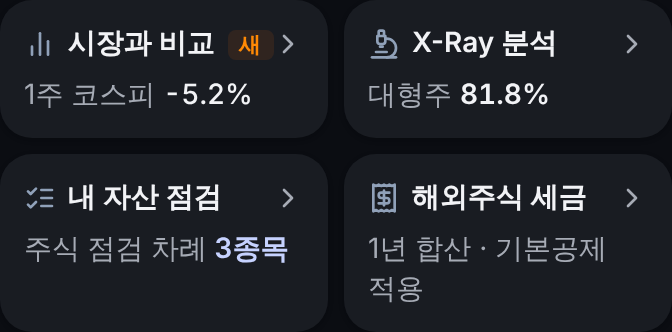 시장과 비교 새
1주 코스피 -5.2%
X-Ray 분석
대형주 81.8%
내 자산 점검
주식 점검 차례 3종목
해외주식 세금
1년 합산 · 기본공제
적용